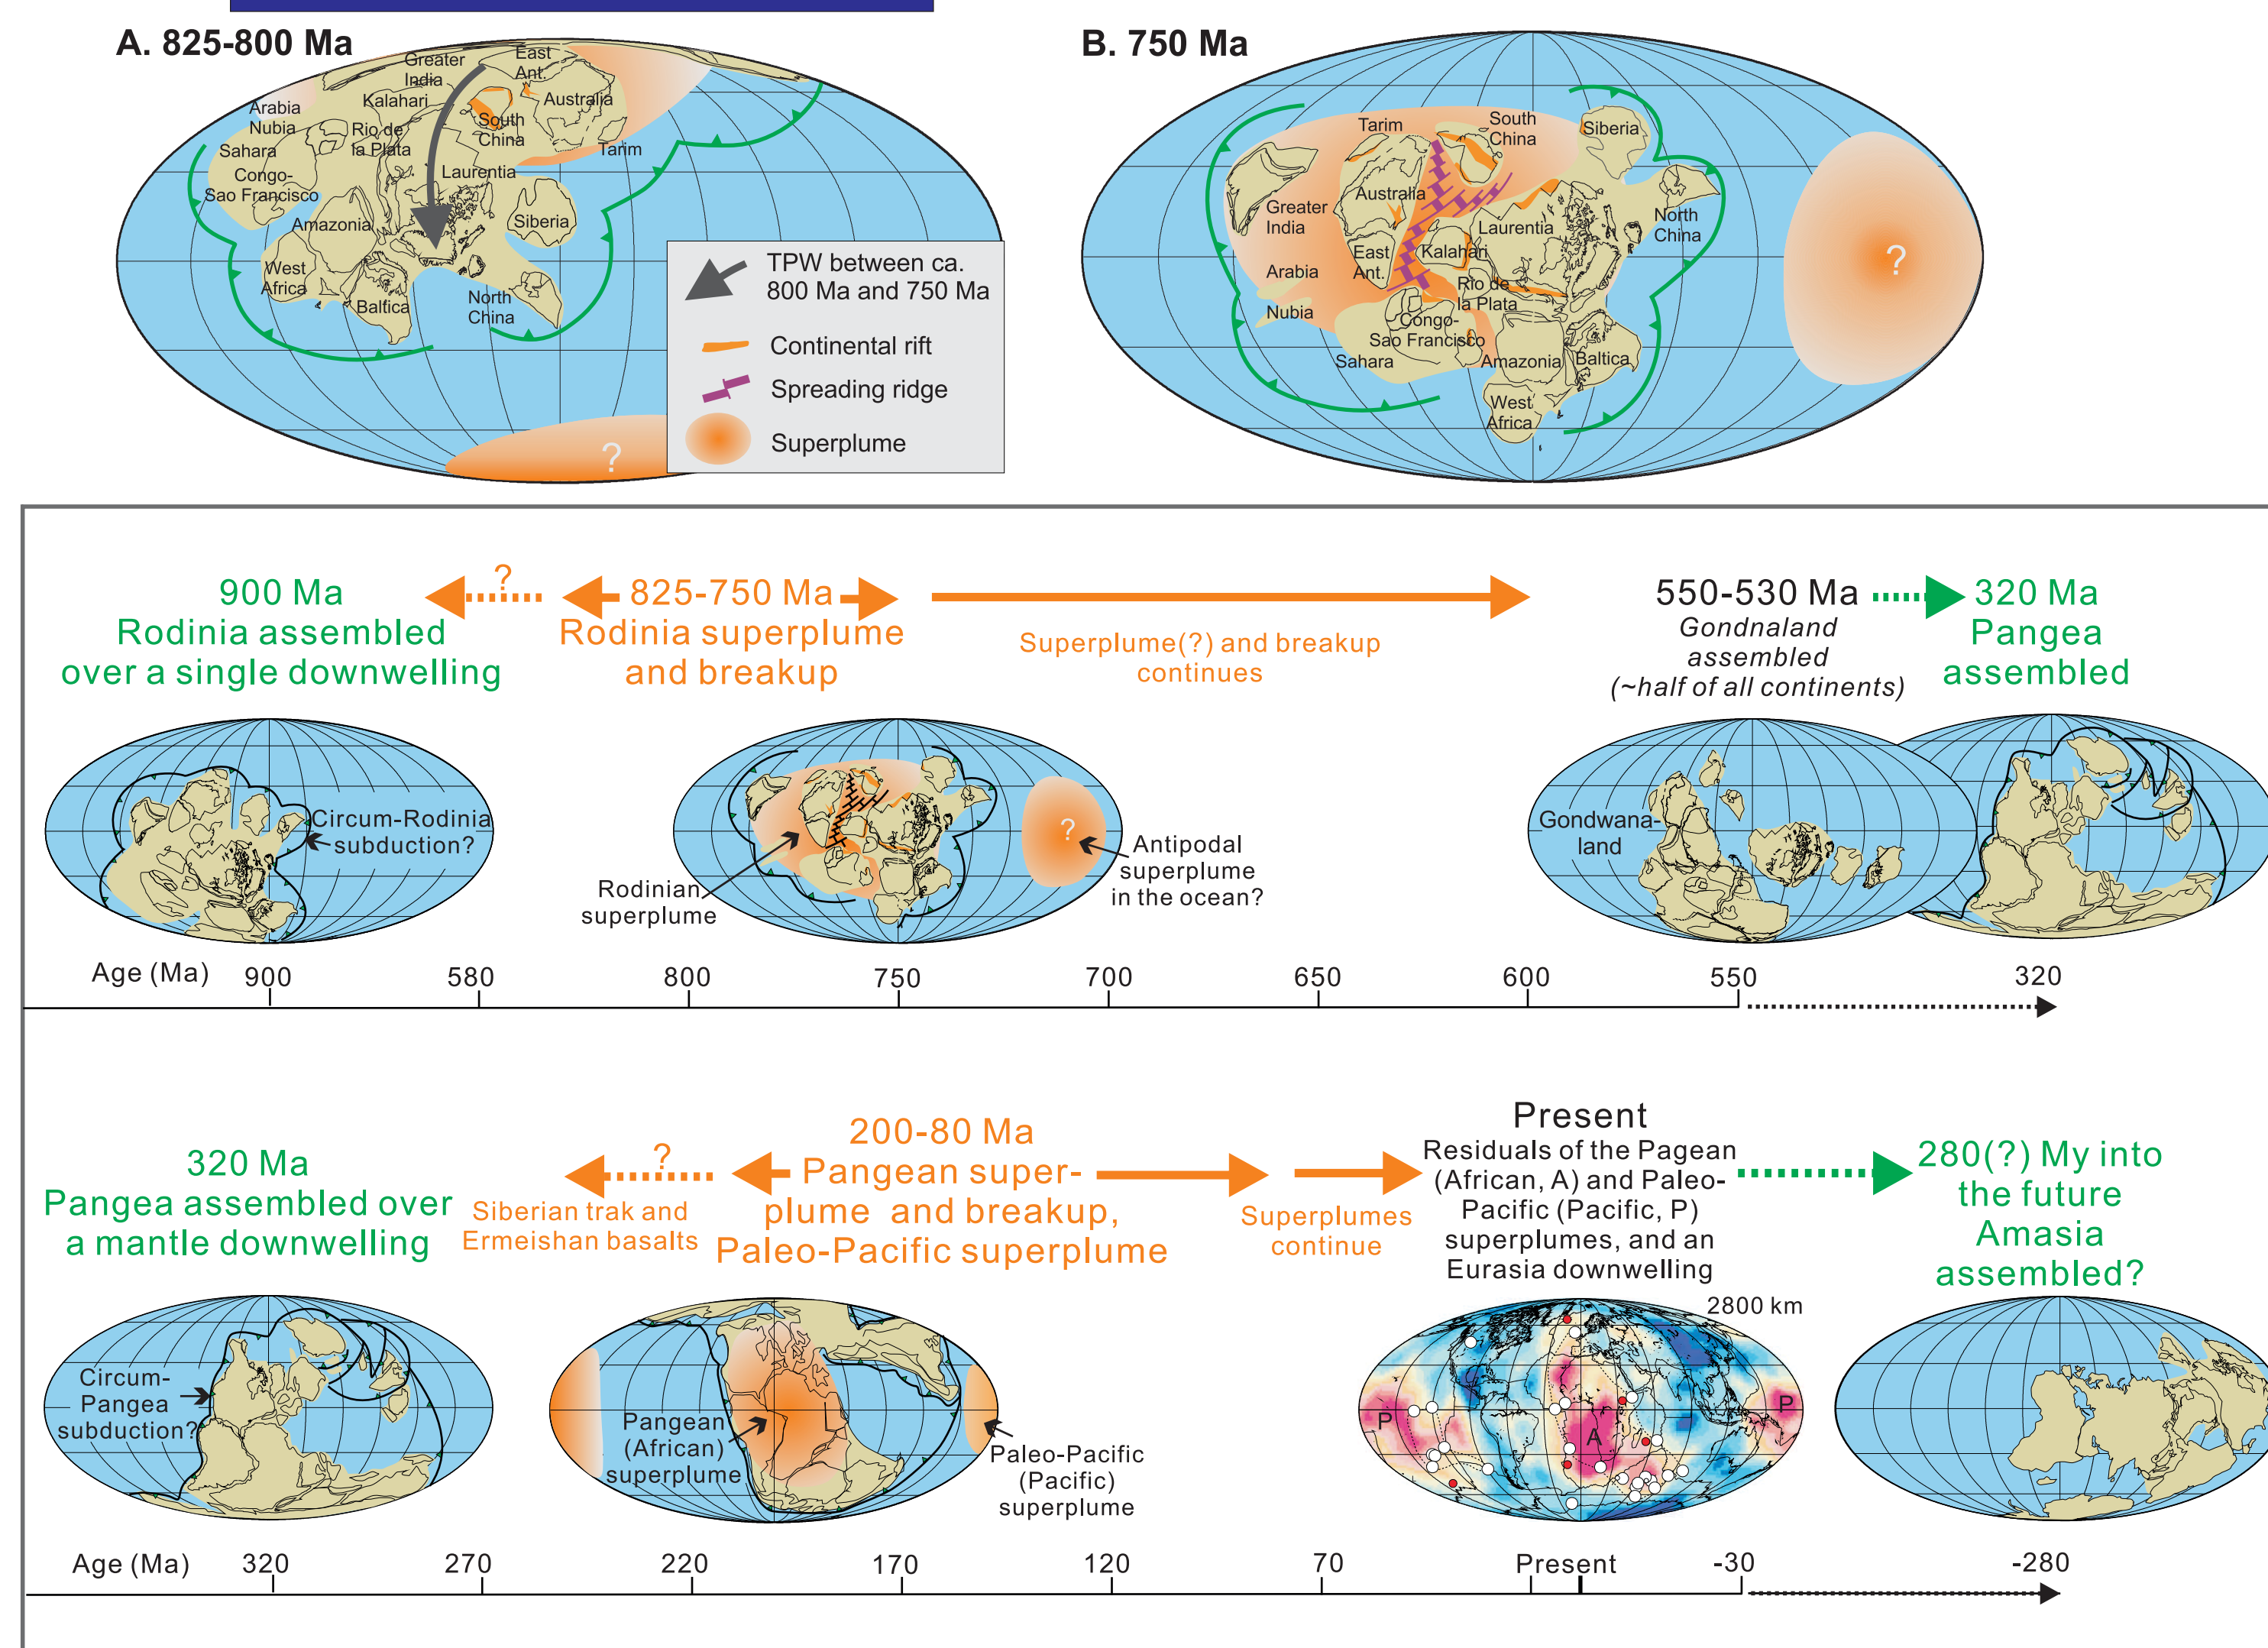 A. 825-800 Ma
Greater
India
East
Ant.
Arabia
Nubia
Kalahari
Australia
South
China
Rio de
la Plata
Tarim
Sahara
Congo-
Sao Francisco
Laurentia
Amazonia
Siberia
West
Africa
Baltica
North
China
?
TPW between ca.
800 Ma and 750 Ma
Continental rift
Spreading ridge
Superplume
B. 750 Ma
Tarim
South
China
Siberia
Australia
Greater
India
Laurentia
North
China
East
Ant.
Kalahari
Arabia
Nubia
Rio de
la Plata
Congo-
Sao Francisco
Sahara
Amazonia
Baltica
West
Africa
?
900 Ma
Rodinia assembled
over a single downwelling
?
825-750 Ma
Rodinia superplume
and breakup
Superplume(?) and breakup
continues
550-530 Ma
Gondnaland
assembled
(~half of all continents)
320 Ma
Pangea
assembled
Circum-Rodinia
subduction?
Rodinian
superplume
?
Antipodal
superplume
in the ocean?
Gondwana-
land
Age (Ma) 900 580 800 750 700 650 600 550 320
320 Ma
Pangea assembled over
a mantle downwelling
?
Siberian trak and
Ermeishan basalts
200-80 Ma
Pangean super-
plume and breakup,
Paleo-Pacific superplume
Superplumes
continue
Present
Residuals of the Pagean
(African, A) and Paleo-
Pacific (Pacific, P)
superplumes, and an
Eurasia downwelling
280(?) My into
the future
Amasia
assembled?
Circum-
Pangea
subduction?
Pangean
(African)
superplume
Paleo-Pacific
(Pacific)
superplume
2800 km
P
A
P
Age (Ma) 320 270 220 170 120 70 Present -30 -280